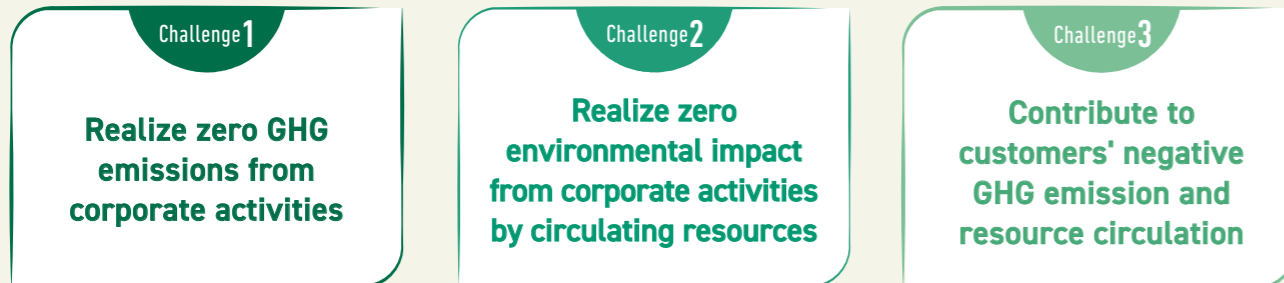 Challenge1
Realize zero GHG
emissions from
corporate activities
Challenge2
Realize zero
environmental impact
from corporate activities
by circulating resources
Challenge3
Contribute to
customers' negative
GHG emission and
resource circulation